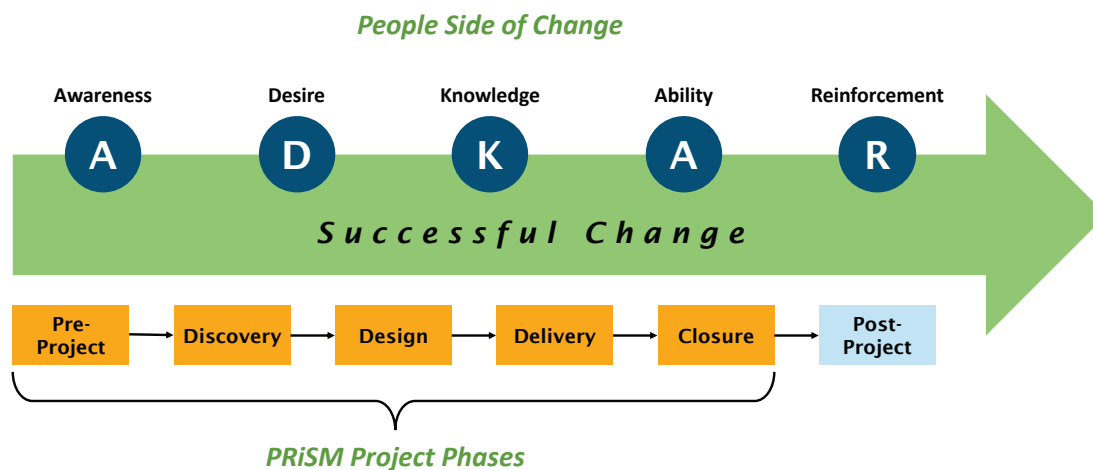 People Side of Change
Awareness
Desire
Knowledge
Ability
Reinforcement
A
D
K
A
R
Successful Change
Pre-
Project
Discovery
Design
Delivery
Closure
Post-
Project
PRiSM Project Phases